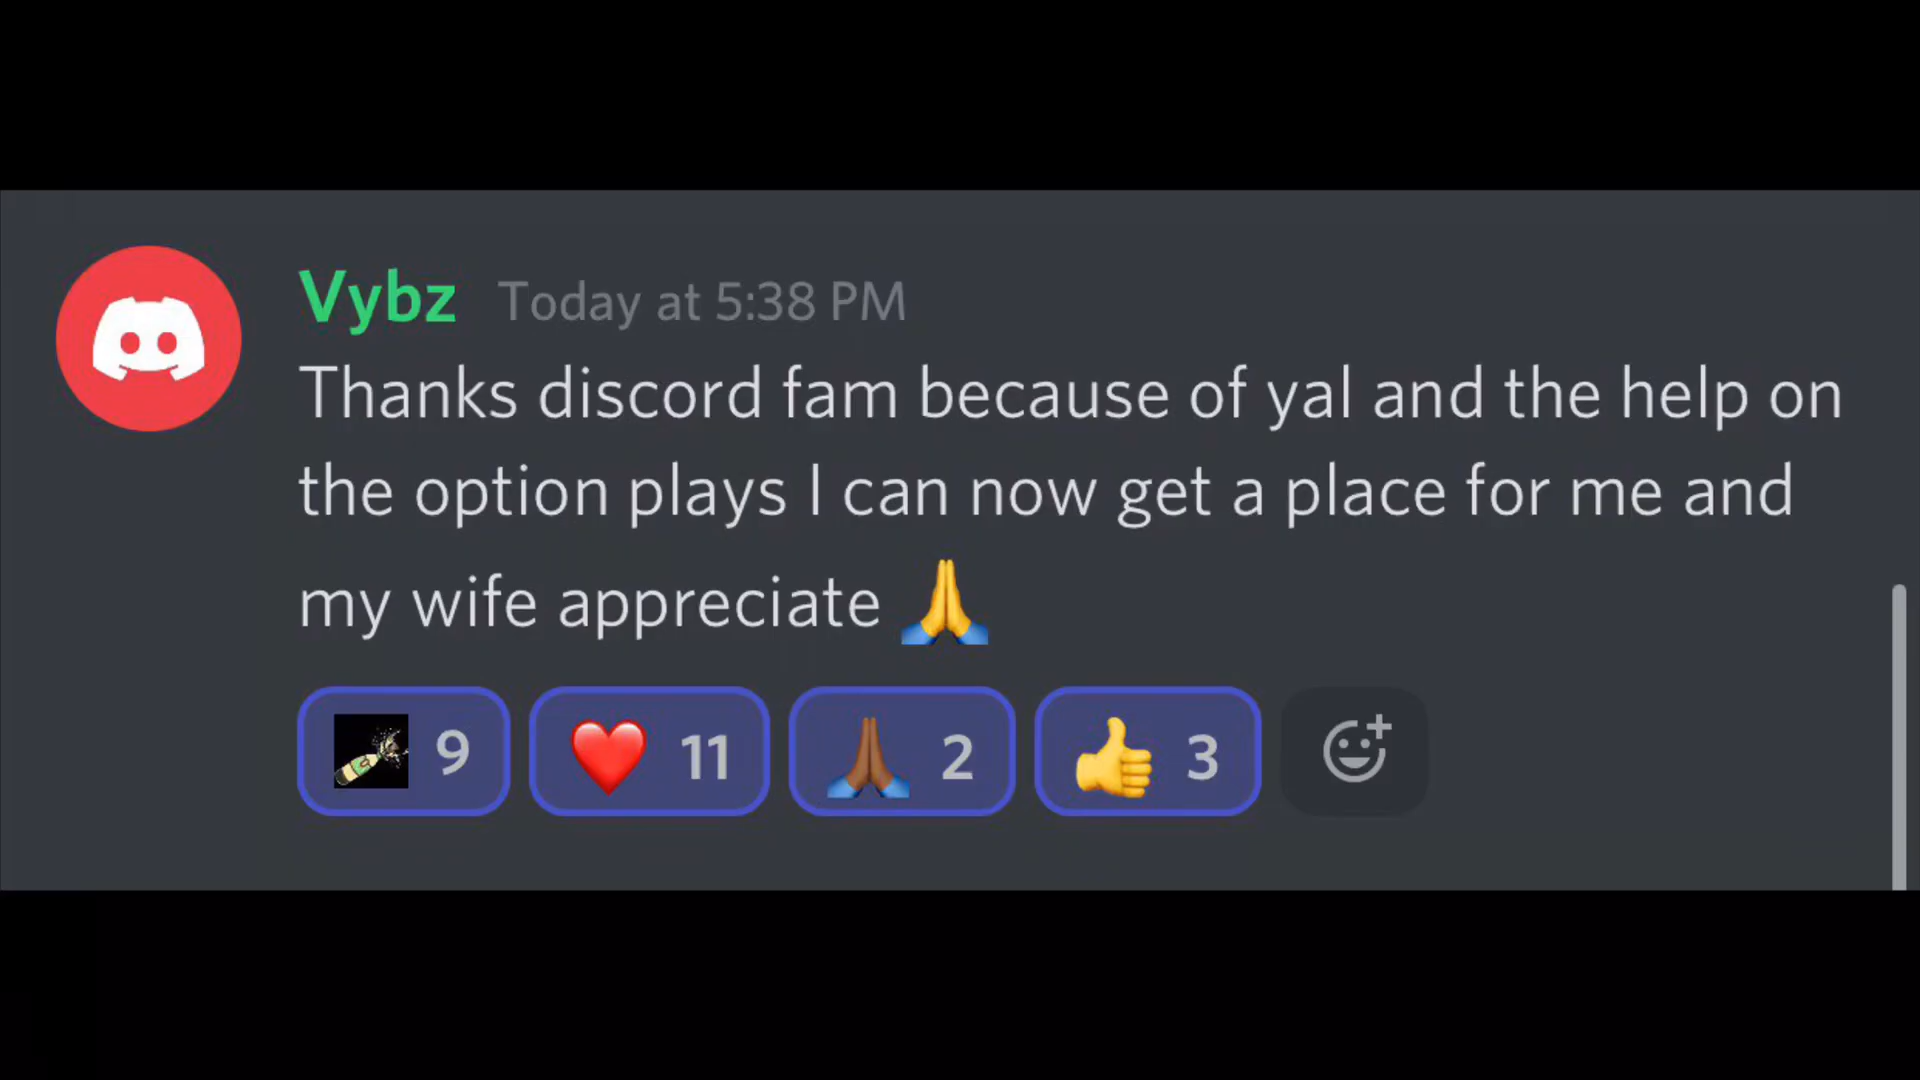 Vybz Today at 5:38 PM
Thanks discord fam because of yal and the help on
the option plays I can now get a place for me and
my wife appreciate 🙏
9 11 2 3